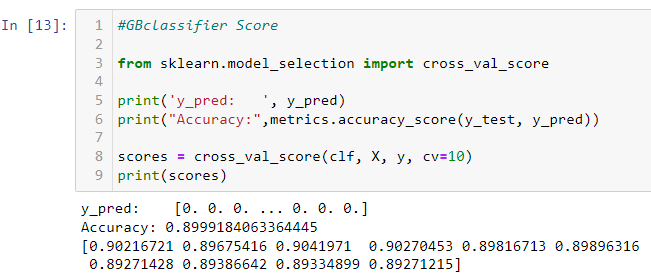 In [13]:
1 #GBclassifier Score
2
3 from sklearn.model_selection import cross_val_score
4
5 print('y_pred:   ', y_pred)
6 print("Accuracy:",metrics.accuracy_score(y_test, y_pred))
7
8 scores = cross_val_score(clf, X, y, cv=10)
9 print(scores)
y_pred:    [0. 0. 0. ... 0. 0. 0.]
Accuracy: 0.8999184063364445
[0.90216721 0.89675416 0.9041971  0.90270453 0.89816713 0.89896316
 0.89271428 0.89386642 0.89334899 0.89271215]